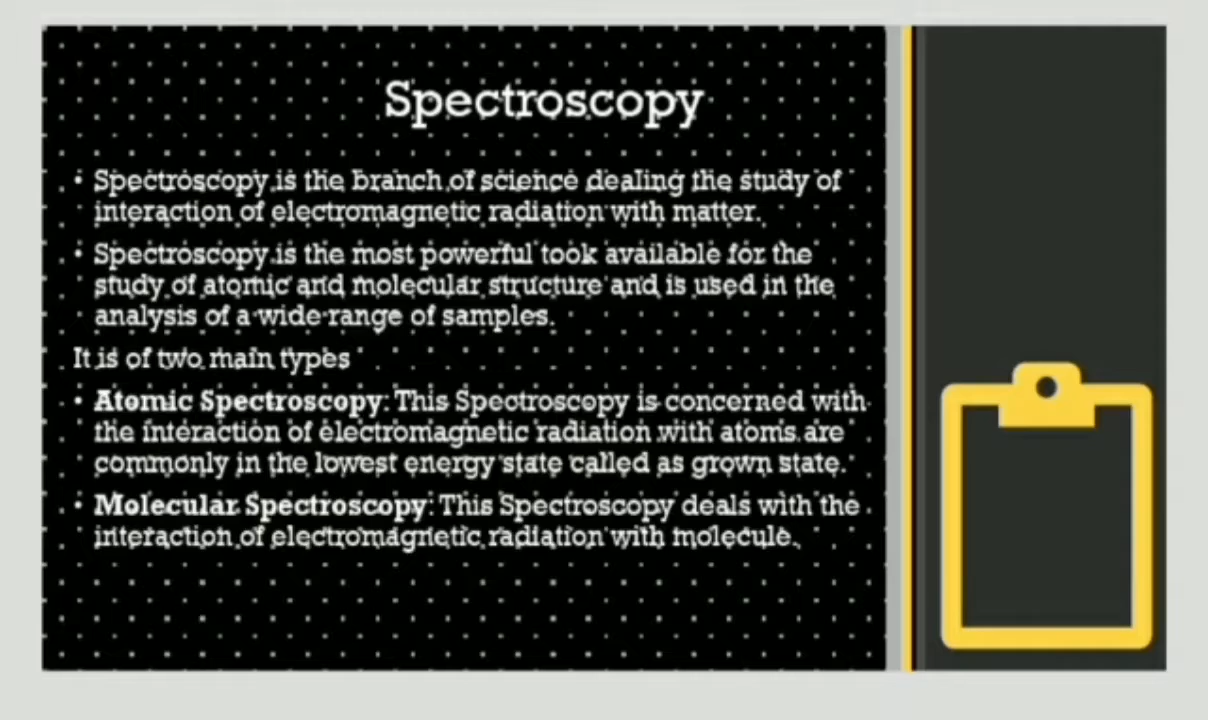 Spectroscopy
• Spectroscopy is the branch of science dealing the study of
interaction of electromagnetic radiation with matter.
• Spectroscopy is the most powerful took available for the
study of atomic and molecular structure and is used in the
analysis of a wide range of samples.
It is of two main types
• Atomic Spectroscopy: This Spectroscopy is concerned with
the interaction of electromagnetic radiation with atoms are
commonly in the lowest energy state called as grown state.
• Molecular Spectroscopy: This Spectroscopy deals with the
interaction of electromagnetic radiation with molecule.